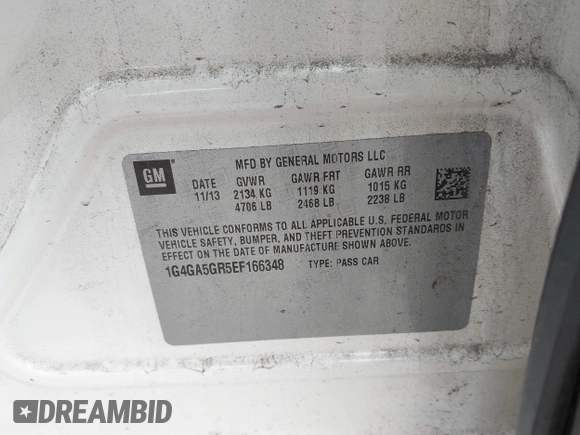 GM
MFD BY GENERAL MOTORS LLC
DATE GVWR GAWR FRT GAWR RR
11/13 2134 KG 1119 KG 1015 KG
4706 LB 2468 LB 2238 LB
THIS VEHICLE CONFORMS TO ALL APPLICABLE U.S. FEDERAL MOTOR
VEHICLE SAFETY, BUMPER, AND THEFT PREVENTION STANDARDS IN
EFFECT ON THE DATE OF MANUFACTURE SHOWN ABOVE.
1G4GA5GR5EF166348 TYPE: PASS CAR
DREAMBID